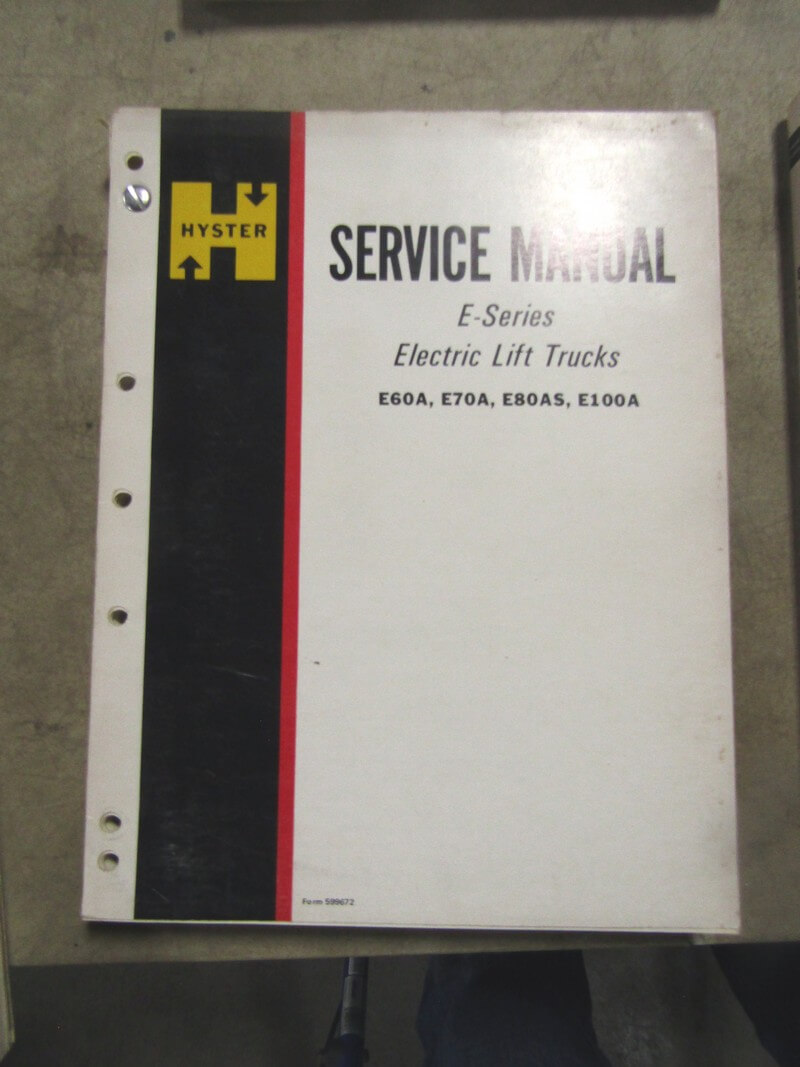 HYSTER
SERVICE MANUAL
E-Series
Electric Lift Trucks
E60A, E70A, E80AS, E100A
Form 599672